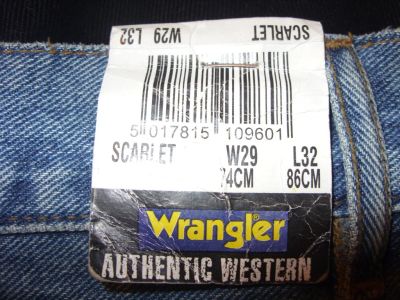 SCARLET W29 L32
5 017815 109601
SCARLET W29 L32
74CM 86CM
Wrangler
AUTHENTIC WESTERN